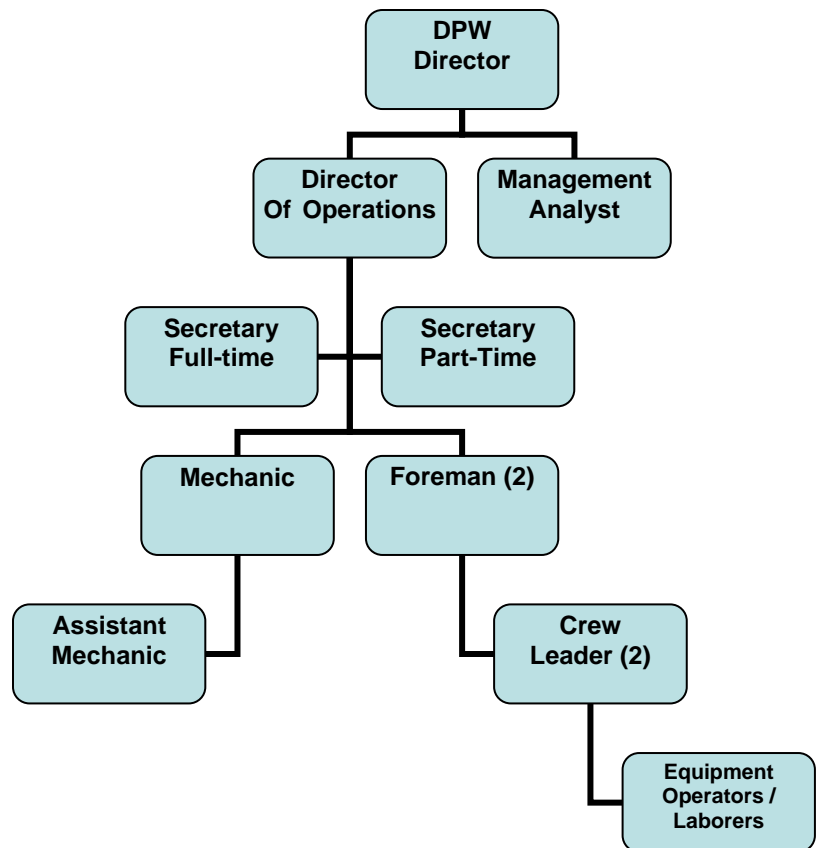 DPW
Director
Director
Of Operations
Management
Analyst
Secretary
Full-time
Secretary
Part-Time
Mechanic
Foreman (2)
Assistant
Mechanic
Crew
Leader (2)
Equipment
Operators /
Laborers